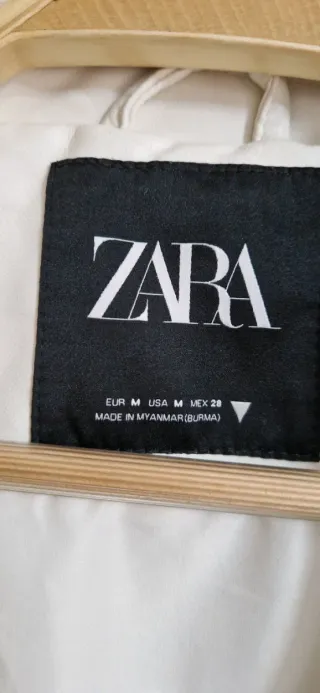 ZARA
EUR M USA M MEX 28
MADE IN MYANMAR (BURMA)